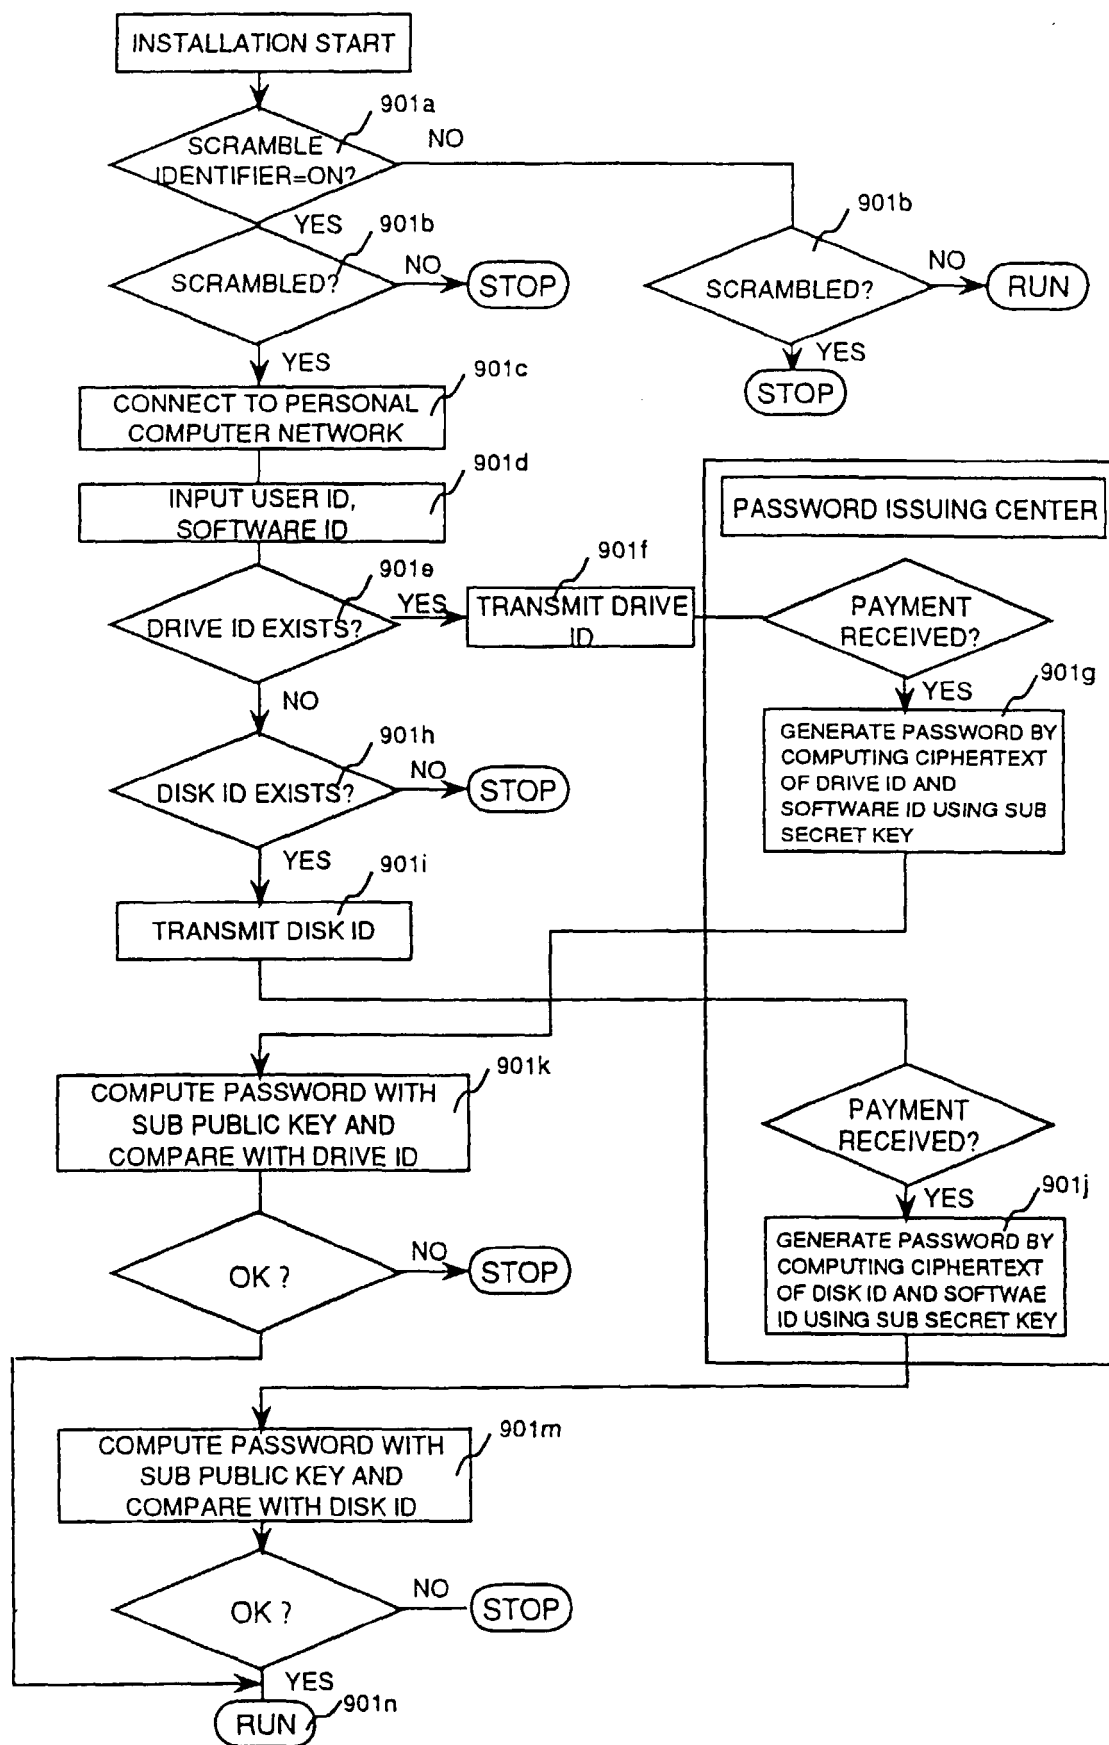 INSTALLATION START
901a
SCRAMBLE
IDENTIFIER=ON?
NO
YES
901b
SCRAMBLED?
NO
STOP
901b
SCRAMBLED?
NO
RUN
YES
STOP
YES
901c
CONNECT TO PERSONAL
COMPUTER NETWORK
901d
INPUT USER ID,
SOFTWARE ID
901e
DRIVE ID EXISTS?
YES
901f
TRANSMIT DRIVE
ID
PASSWORD ISSUING CENTER
PAYMENT
RECEIVED?
YES
901g
GENERATE PASSWORD BY
COMPUTING CIPHERTEXT
OF DRIVE ID AND
SOFTWARE ID USING SUB
SECRET KEY
NO
901h
DISK ID EXISTS?
NO
STOP
YES
901i
TRANSMIT DISK ID
901k
COMPUTE PASSWORD WITH
SUB PUBLIC KEY AND
COMPARE WITH DRIVE ID
PAYMENT
RECEIVED?
YES
901j
GENERATE PASSWORD BY
COMPUTING CIPHERTEXT
OF DISK ID AND SOFTWAE
ID USING SUB SECRET KEY
OK ?
NO
STOP
901m
COMPUTE PASSWORD WITH
SUB PUBLIC KEY AND
COMPARE WITH DISK ID
OK ?
NO
STOP
YES
901n
RUN